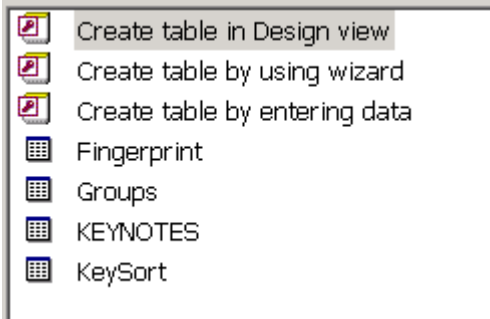 Create table in Design view
Create table by using wizard
Create table by entering data
Fingerprint
Groups
KEYNOTES
KeySort